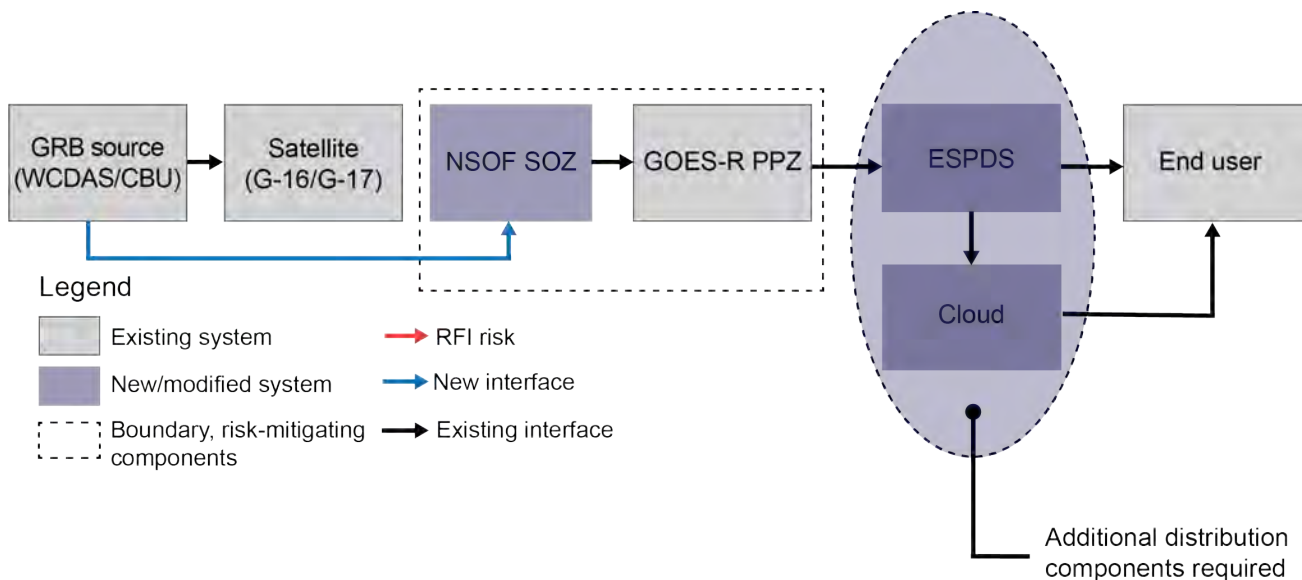 GRB source
(WCDAS/CBU)
Satellite
(G-16/G-17)
NSOF SOZ
GOES-R PPZ
ESPDS
End user
Cloud
Legend
Existing system
New/modified system
Boundary, risk-mitigating
components
RFI risk
New interface
Existing interface
Additional distribution
components required